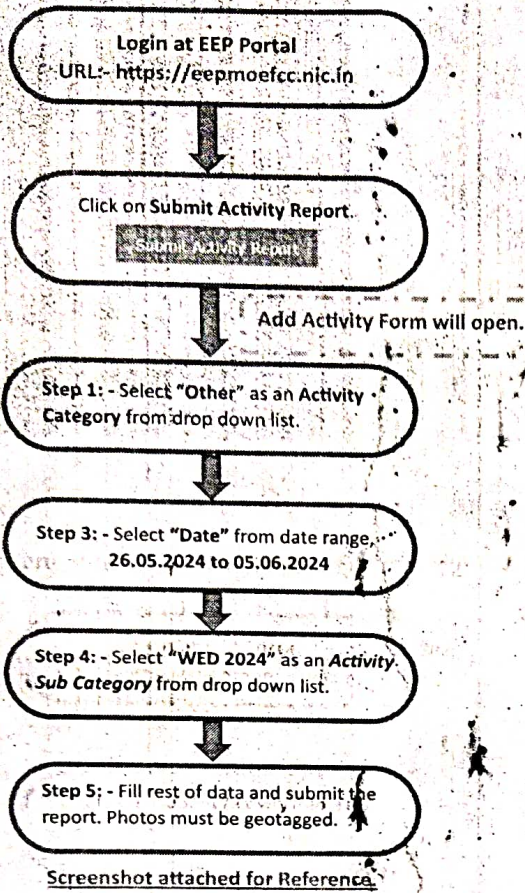 Login at EEP Portal
URL:- https://eepmoefcc.nic.in
Click on Submit Activity Report.
Submit Activity Report
Add Activity Form will open.
Step 1: - Select "Other" as an Activity
Category from drop down list.
Step 3: - Select "Date" from date range,
26.05.2024 to 05.06.2024
Step 4: - Select "WED 2024" as an Activity
Sub Category from drop down list.
Step 5: - Fill rest of data and submit the
report. Photos must be geotagged.
Screenshot attached for Reference